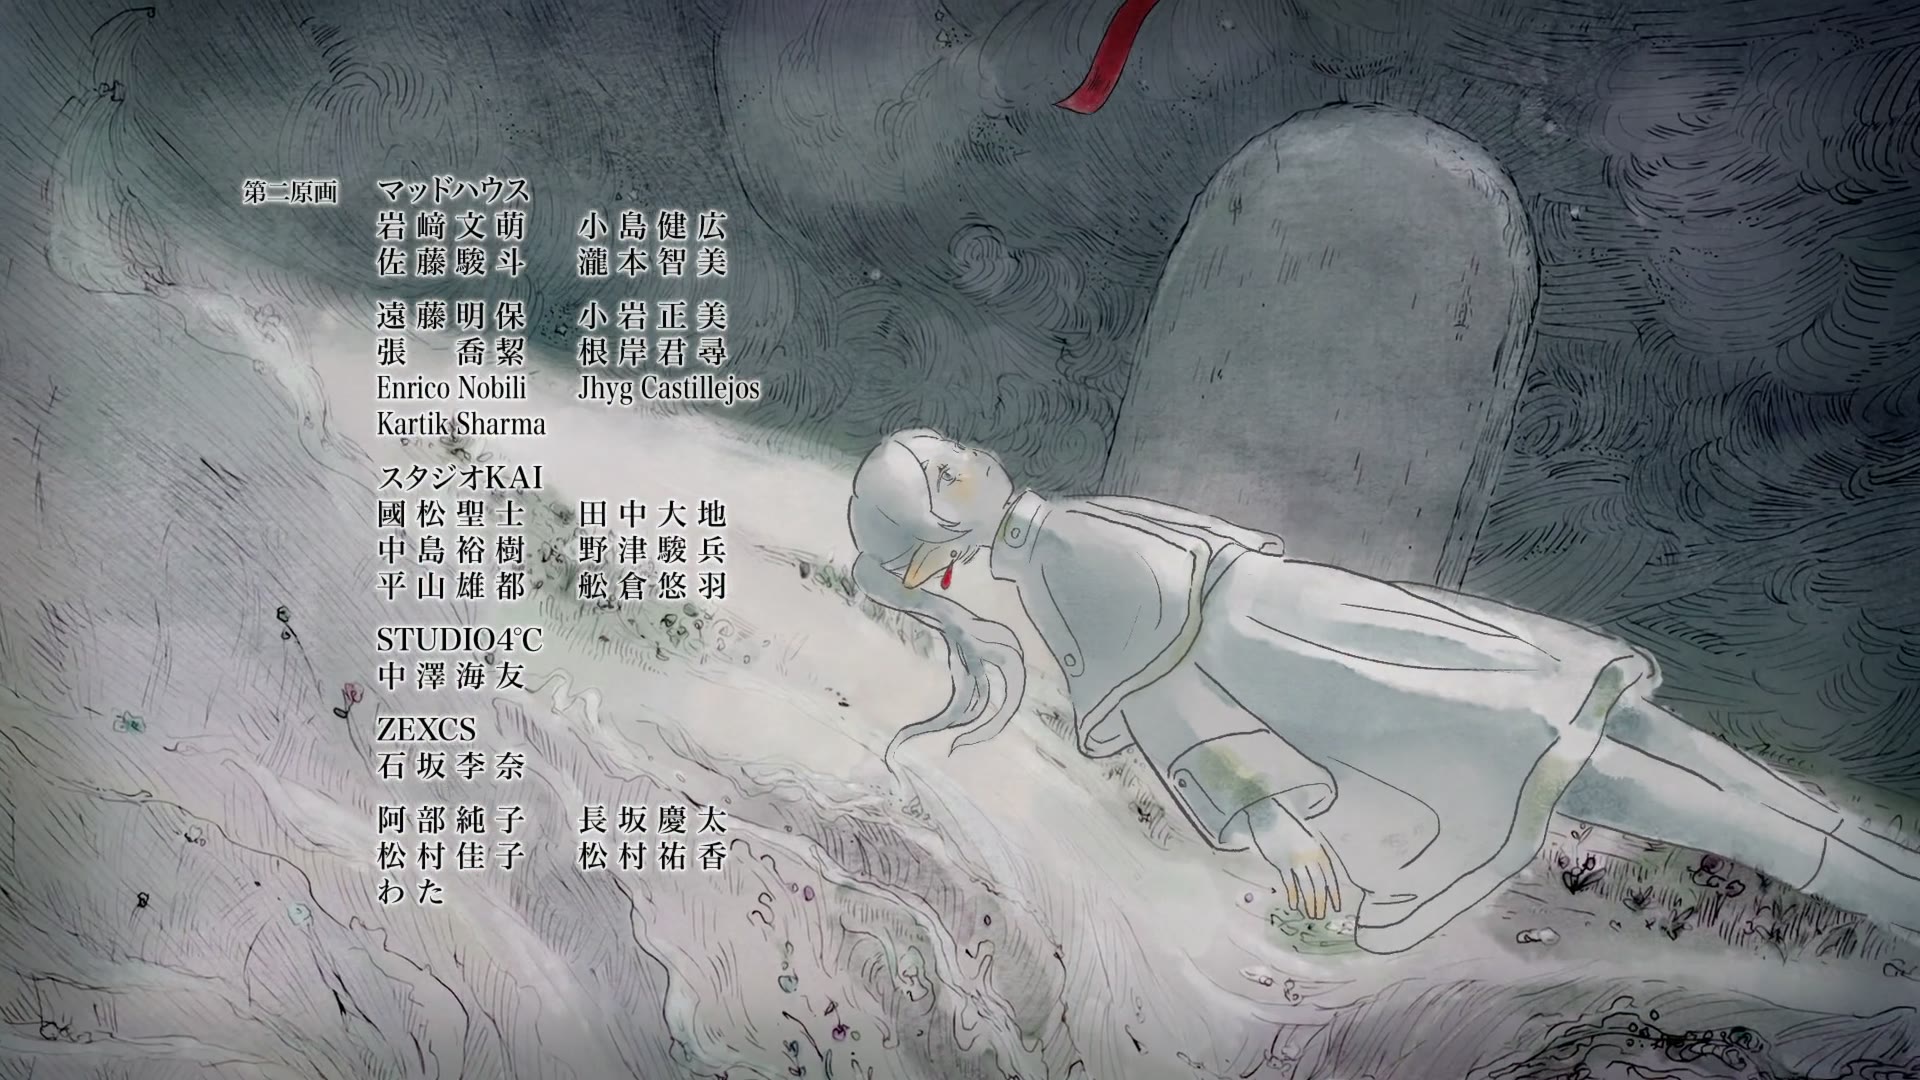 第二原画 マッドハウス
岩﨑文萌 小島健広
佐藤駿斗 瀧本智美
遠藤明保 小岩正美
張 喬絜 根岸君尋
Enrico Nobili Jhyg Castillejos
Kartik Sharma
スタジオKAI
國松聖士 田中大地
中島裕樹 野津駿兵
平山雄都 舩倉悠羽
STUDIO4℃
中澤海友
ZEXCS
石坂李奈
阿部純子 長坂慶太
松村佳子 松村祐香
わた